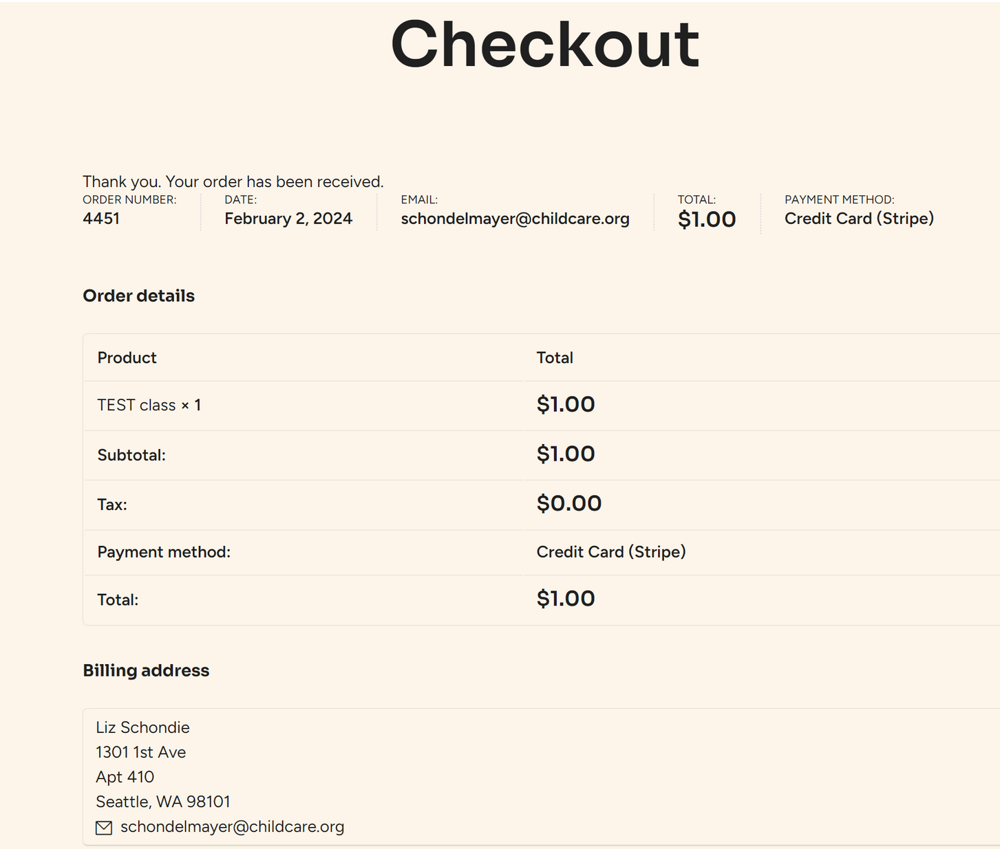 Checkout
Thank you. Your order has been received.
ORDER NUMBER: DATE: EMAIL: TOTAL: PAYMENT METHOD:
4451 February 2, 2024 schondelmayer@childcare.org $1.00 Credit Card (Stripe)
Order details
Product Total
TEST class × 1 $1.00
Subtotal: $1.00
Tax: $0.00
Payment method: Credit Card (Stripe)
Total: $1.00
Billing address
Liz Schondie
1301 1st Ave
Apt 410
Seattle, WA 98101
schondelmayer@childcare.org